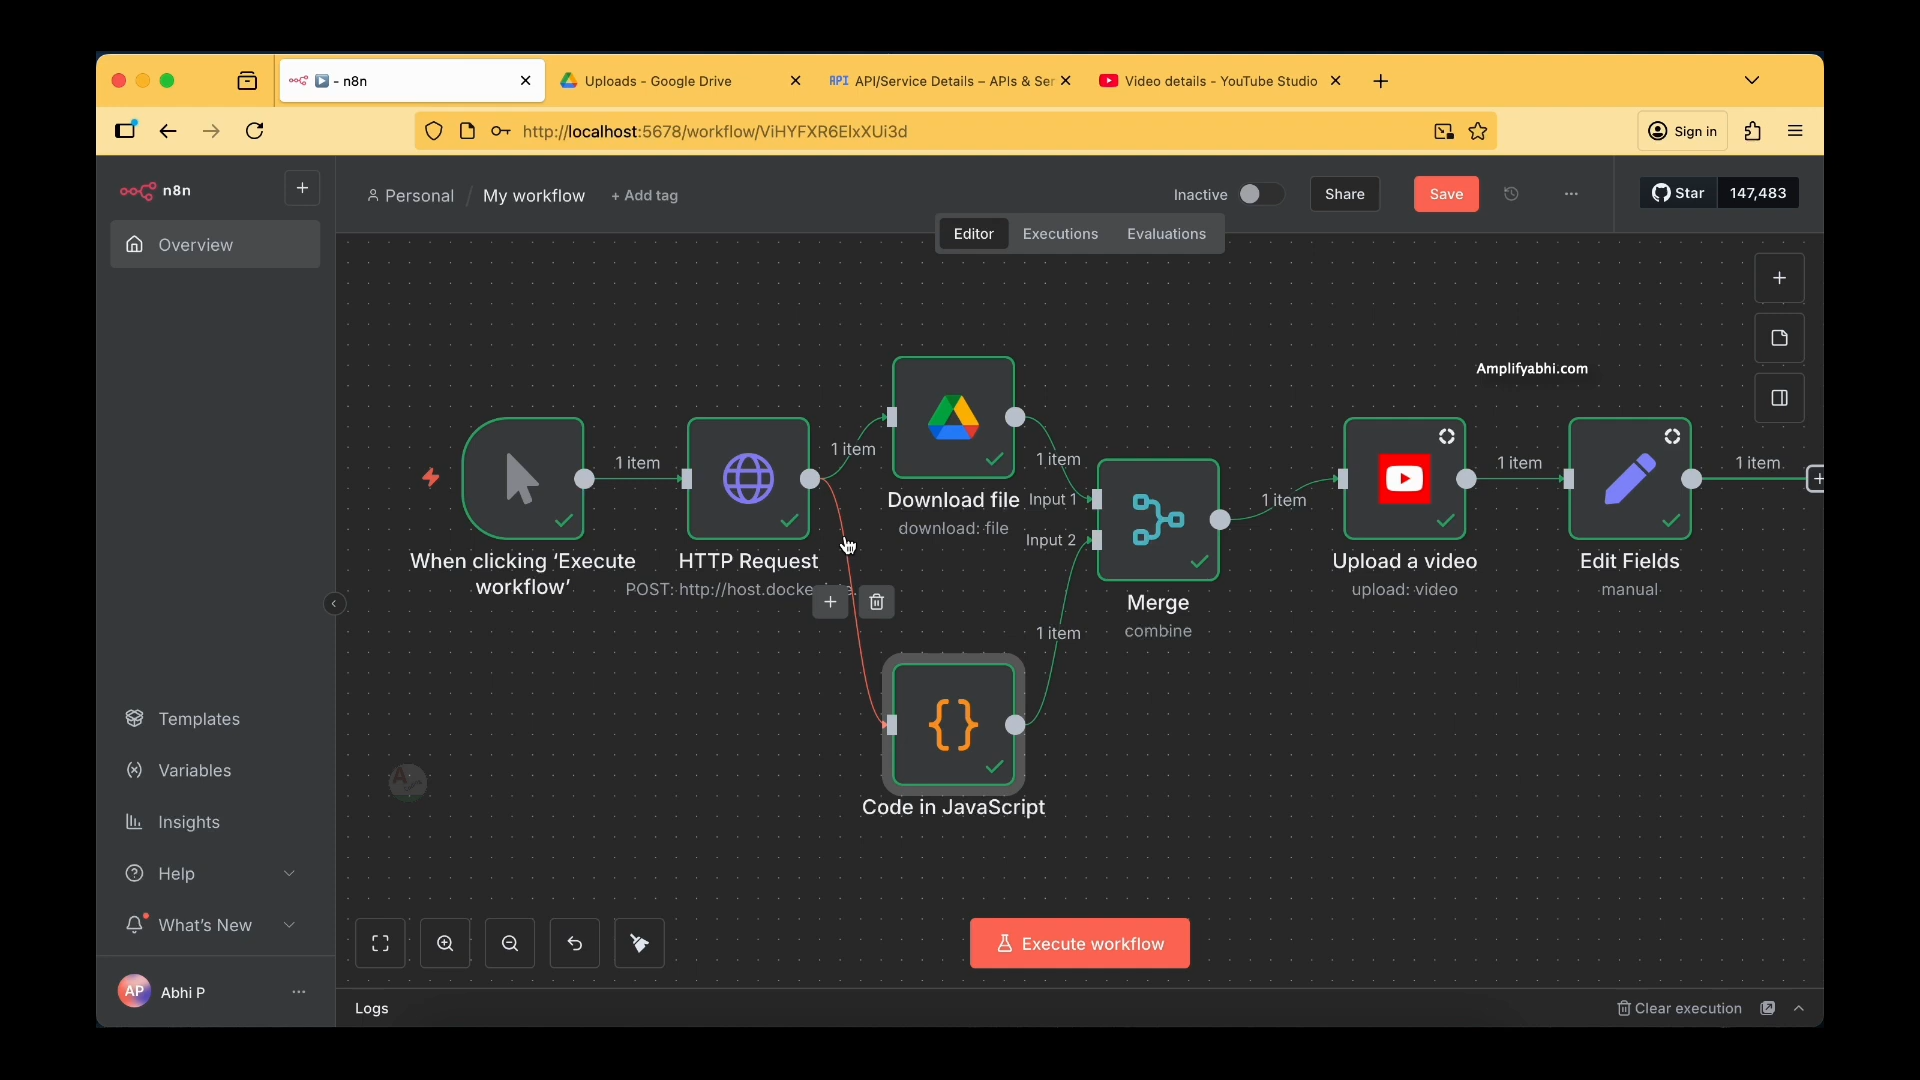 - n8n
Uploads - Google Drive
API API/Service Details – APIs & Ser
Video details - YouTube Studio
http://localhost:5678/workflow/ViHYFXR6ElxXUi3d
Sign in
n8n
Personal / My workflow + Add tag
Inactive
Share
Save
Star 147,483
Editor Executions Evaluations
Overview
Amplifyabhi.com
1 item
1 item
1 item
1 item
1 item
1 item
Download file
download: file
Input 1
Input 2
When clicking ‘Execute workflow’
HTTP Request
POST: http://host.docke
Merge
combine
1 item
Upload a video
upload: video
Edit Fields
manual
Code in JavaScript
Templates
Variables
Insights
Help
What’s New
AP Abhi P
Execute workflow
Logs
Clear execution